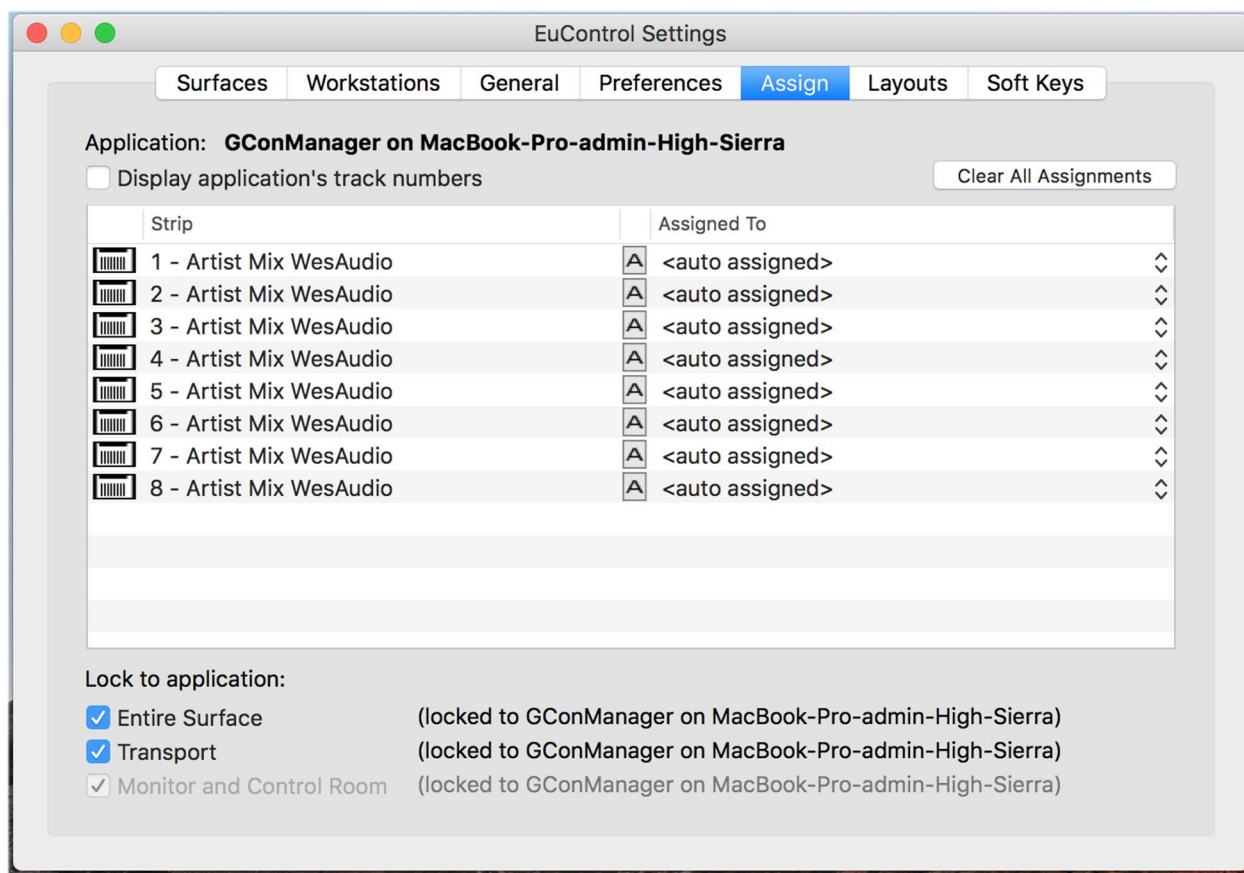 EuControl Settings
Surfaces Workstations General Preferences Assign Layouts Soft Keys
Application: GConManager on MacBook-Pro-admin-High-Sierra
Display application's track numbers
Clear All Assignments
Strip Assigned To
1 - Artist Mix WesAudio A <auto assigned>
2 - Artist Mix WesAudio A <auto assigned>
3 - Artist Mix WesAudio A <auto assigned>
4 - Artist Mix WesAudio A <auto assigned>
5 - Artist Mix WesAudio A <auto assigned>
6 - Artist Mix WesAudio A <auto assigned>
7 - Artist Mix WesAudio A <auto assigned>
8 - Artist Mix WesAudio A <auto assigned>
Lock to application:
Entire Surface (locked to GConManager on MacBook-Pro-admin-High-Sierra)
Transport (locked to GConManager on MacBook-Pro-admin-High-Sierra)
Monitor and Control Room (locked to GConManager on MacBook-Pro-admin-High-Sierra)